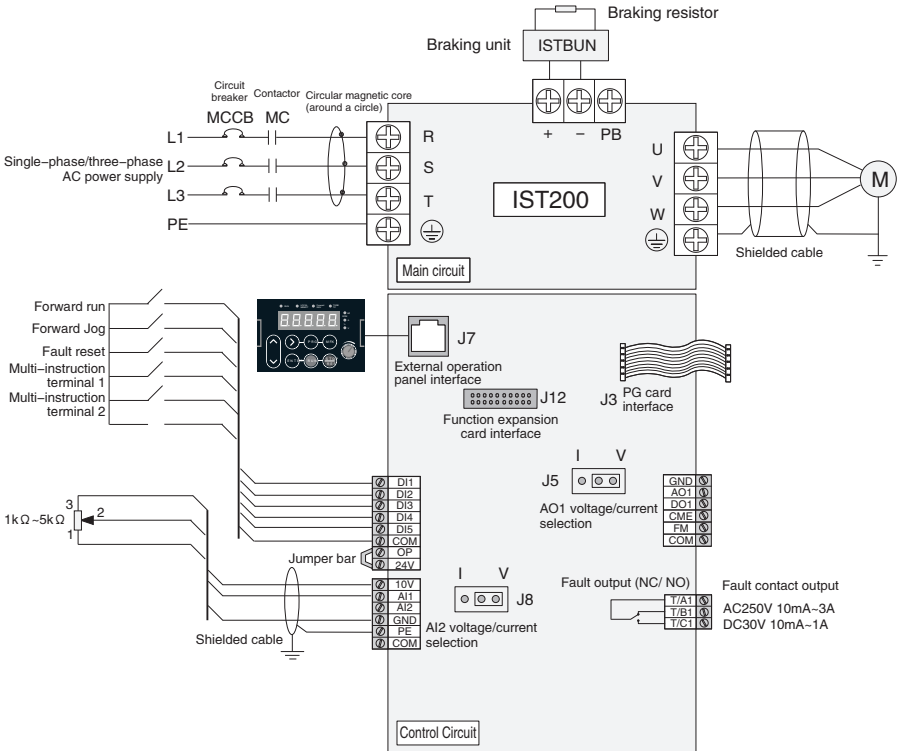 Braking resistor
Braking unit
ISTBUN
+ − PB
Circuit breaker
MCCB
Contactor
MC
Circular magnetic core
(around a circle)
Single−phase/three−phase
AC power supply
L1
L2
L3
PE
R
S
T
IST200
U
V
W
M
Shielded cable
Main circuit
Forward run
Forward Jog
Fault reset
Multi−instruction
terminal 1
Multi−instruction
terminal 2
J7
External operation
panel interface
J12
Function expansion
card interface
J3
PG card
interface
I V
J5
AO1 voltage/current
selection
DI1
DI2
DI3
DI4
DI5
COM
OP
24V
Jumper bar
GND
AO1
DO1
CME
FM
COM
1kΩ~5kΩ
3
2
1
10V
AI1
AI2
GND
PE
COM
Shielded cable
I V
J8
AI2 voltage/current
selection
Fault output (NC/ NO)
T/A1
T/B1
T/C1
Fault contact output
AC250V 10mA~3A
DC30V 10mA~1A
Control Circuit